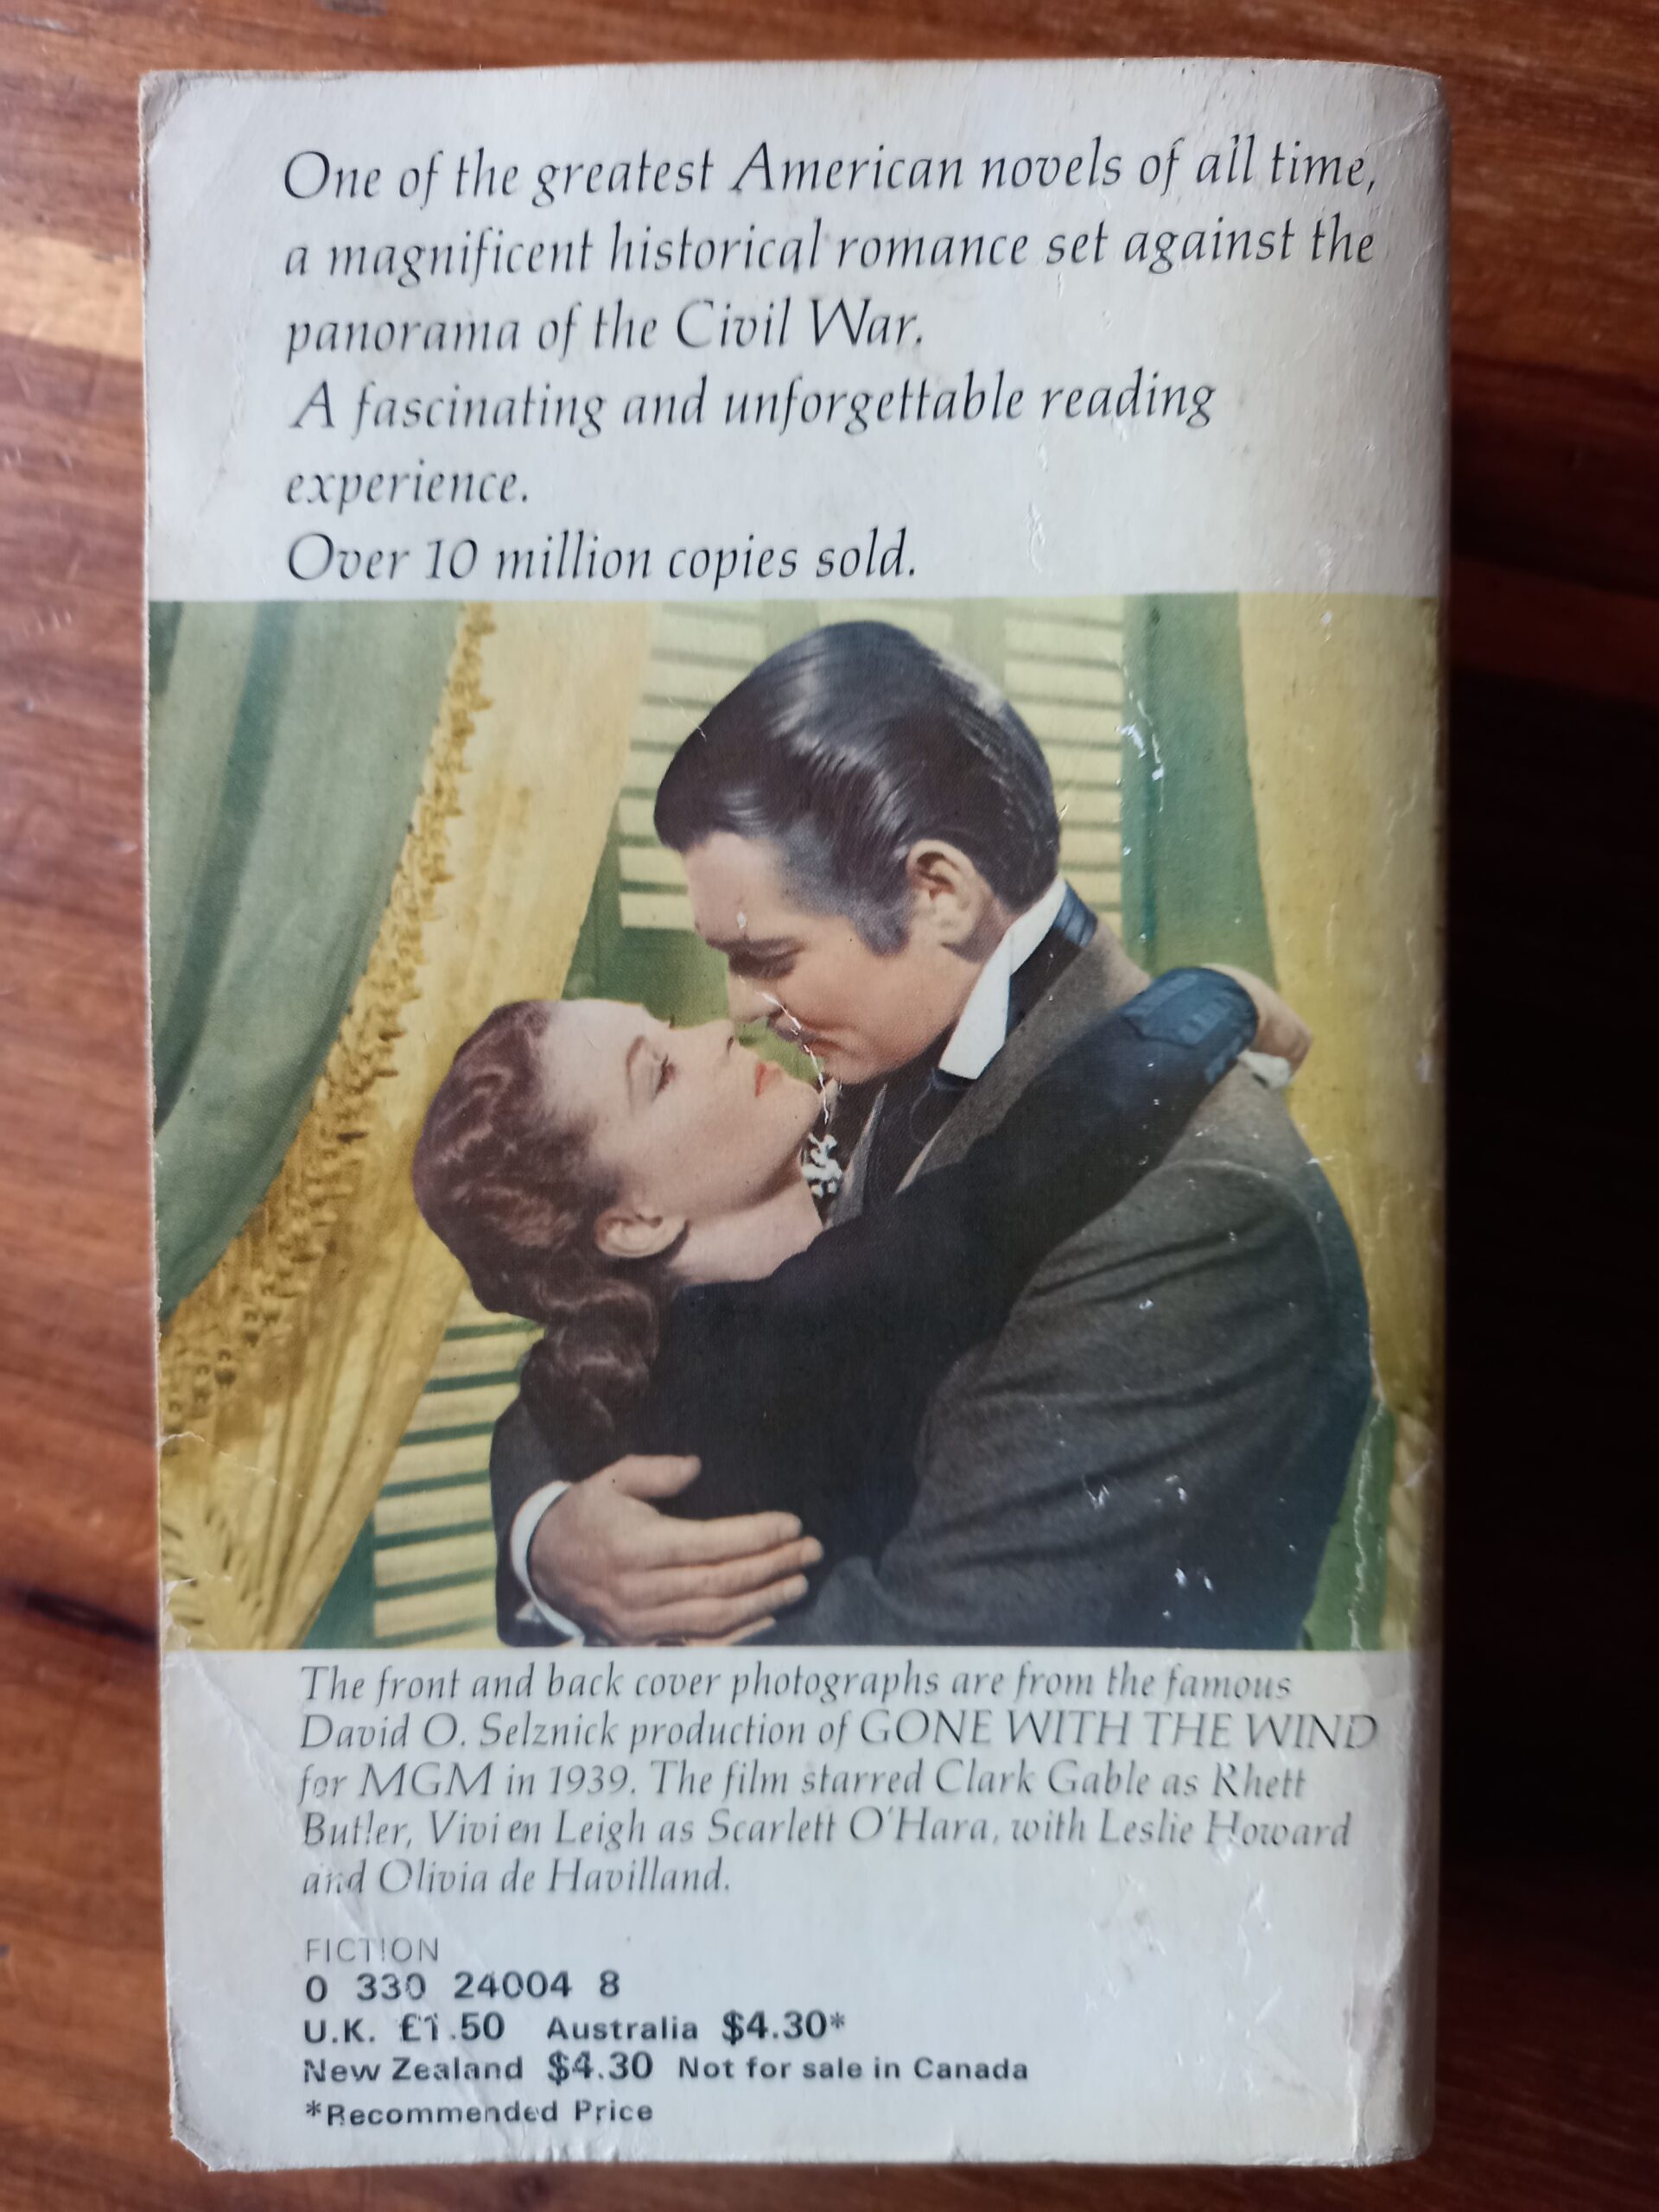 One of the greatest American novels of all time,
a magnificent historical romance set against the
panorama of the Civil War.
A fascinating and unforgettable reading
experience.
Over 10 million copies sold.
The front and back cover photographs are from the famous
David O. Selznick production of GONE WITH THE WIND
for MGM in 1939. The film starred Clark Gable as Rhett
Butler, Vivien Leigh as Scarlett O'Hara, with Leslie Howard
and Olivia de Havilland.
FICTION
0 330 24004 8
U.K. £1.50 Australia $4.30*
New Zealand $4.30 Not for sale in Canada
*Recommended Price